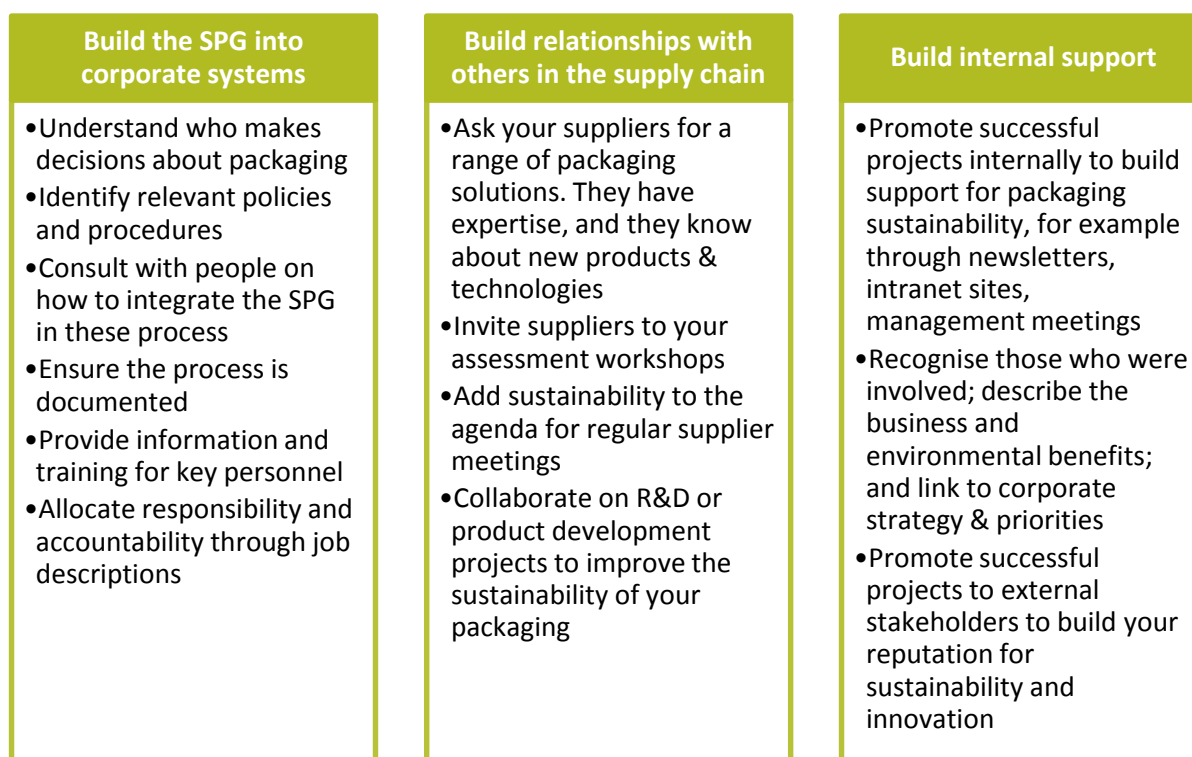 Build the SPG into
corporate systems
•Understand who makes
decisions about packaging
•Identify relevant policies
and procedures
•Consult with people on
how to integrate the SPG
in these process
•Ensure the process is
documented
•Provide information and
training for key personnel
•Allocate responsibility and
accountability through job
descriptions
Build relationships with
others in the supply chain
•Ask your suppliers for a
range of packaging
solutions. They have
expertise, and they know
about new products &
technologies
•Invite suppliers to your
assessment workshops
•Add sustainability to the
agenda for regular supplier
meetings
•Collaborate on R&D or
product development
projects to improve the
sustainability of your
packaging
Build internal support
•Promote successful
projects internally to build
support for packaging
sustainability, for example
through newsletters,
intranet sites,
management meetings
•Recognise those who were
involved; describe the
business and
environmental benefits;
and link to corporate
strategy & priorities
•Promote successful
projects to external
stakeholders to build your
reputation for
sustainability and
innovation